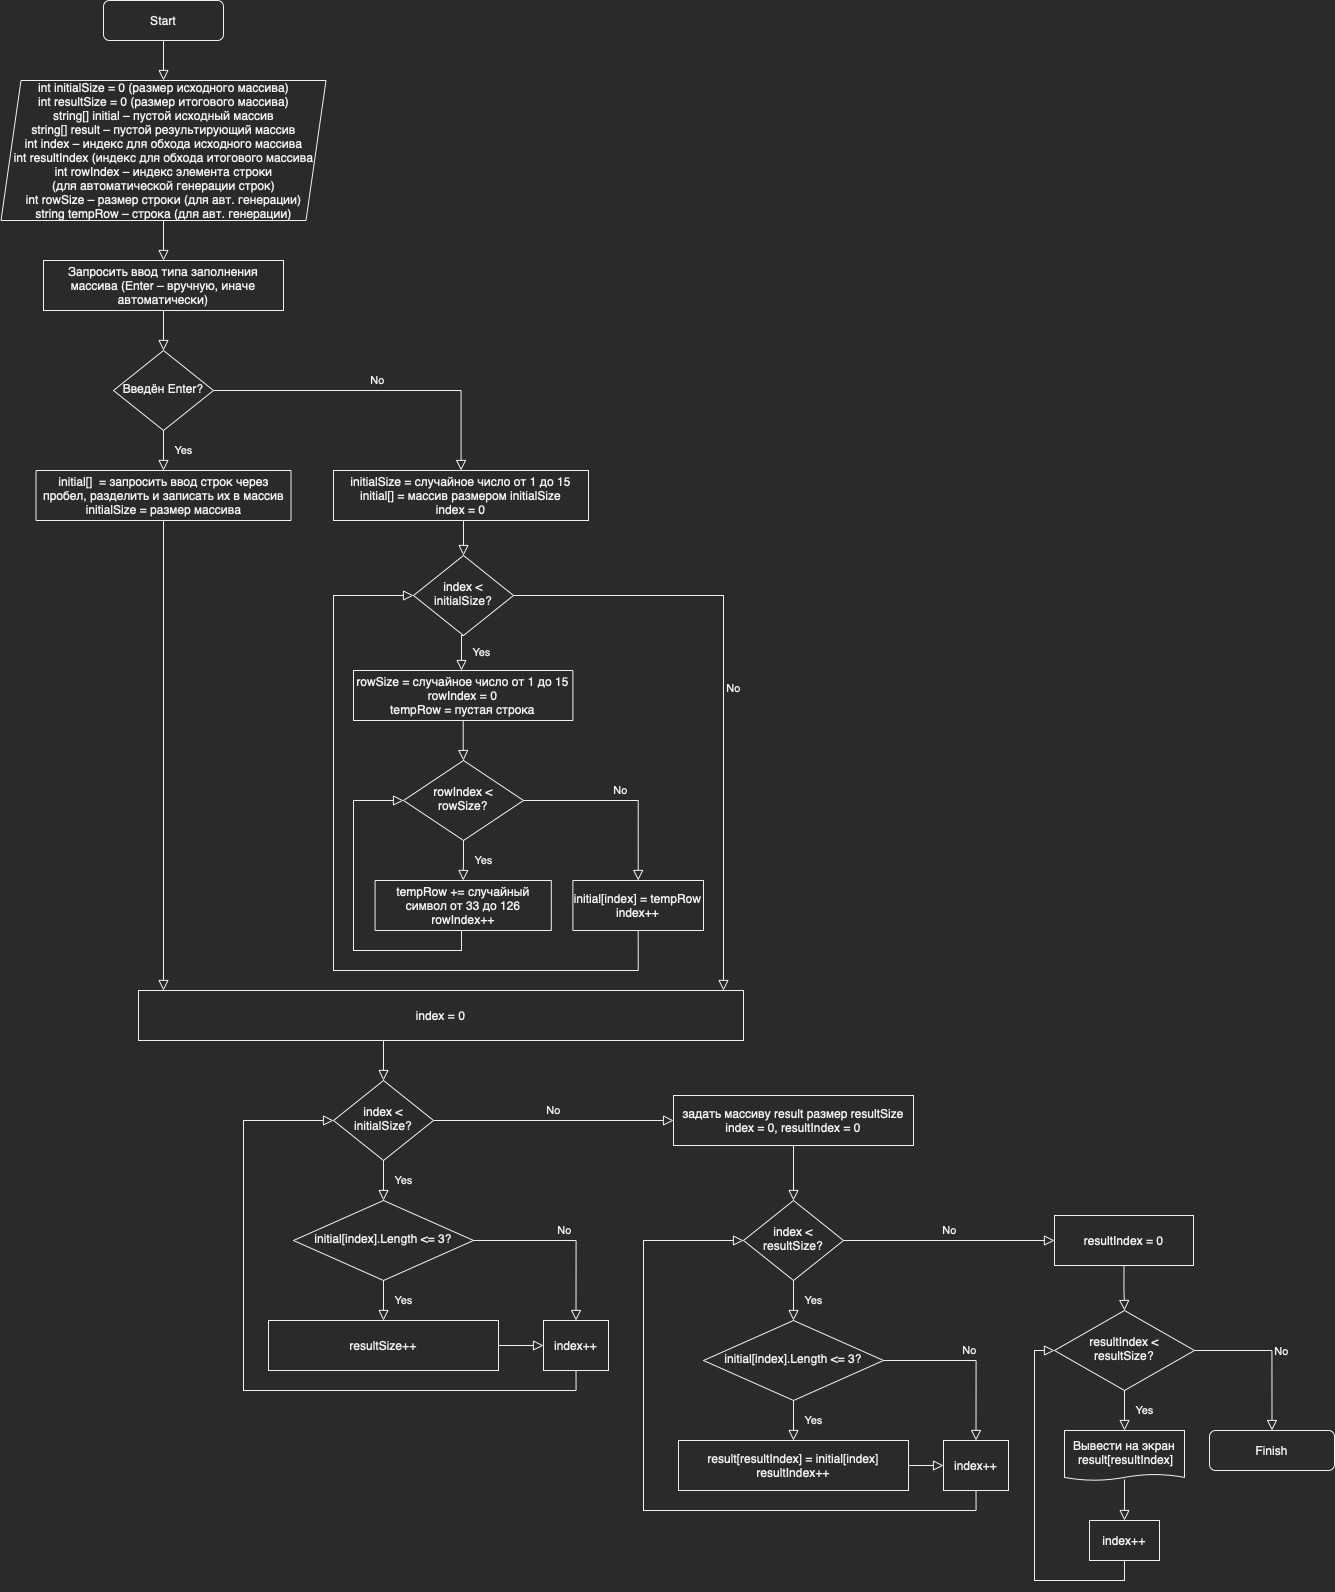 Start
int initialSize = 0 (размер исходного массива)
int resultSize = 0 (размер итогового массива)
string[] initial – пустой исходный массив
string[] result – пустой результирующий массив
int index – индекс для обхода исходного массива
int resultIndex (индекс для обхода итогового массива
int rowIndex – индекс элемента строки
(для автоматической генерации строк)
int rowSize – размер строки (для авт. генерации)
string tempRow – строка (для авт. генерации)
Запросить ввод типа заполнения
массива (Enter – вручную, иначе
автоматически)
Введён Enter?
No
Yes
initial[] = запросить ввод строк через
пробел, разделить и записать их в массив
initialSize = размер массива
initialSize = случайное число от 1 до 15
initial[] = массив размером initialSize
index = 0
index <
initialSize?
Yes
No
rowSize = случайное число от 1 до 15
rowIndex = 0
tempRow = пустая строка
rowIndex <
rowSize?
No
Yes
tempRow += случайный
символ от 33 до 126
rowIndex++
initial[index] = tempRow
index++
index = 0
index <
initialSize?
No
Yes
initial[index].Length <= 3?
No
Yes
resultSize++
index++
задать массиву result размер resultSize
index = 0, resultIndex = 0
index <
resultSize?
No
Yes
initial[index].Length <= 3?
No
Yes
result[resultIndex] = initial[index]
resultIndex++
index++
resultIndex = 0
resultIndex <
resultSize?
No
Yes
Вывести на экран
result[resultIndex]
index++
Finish